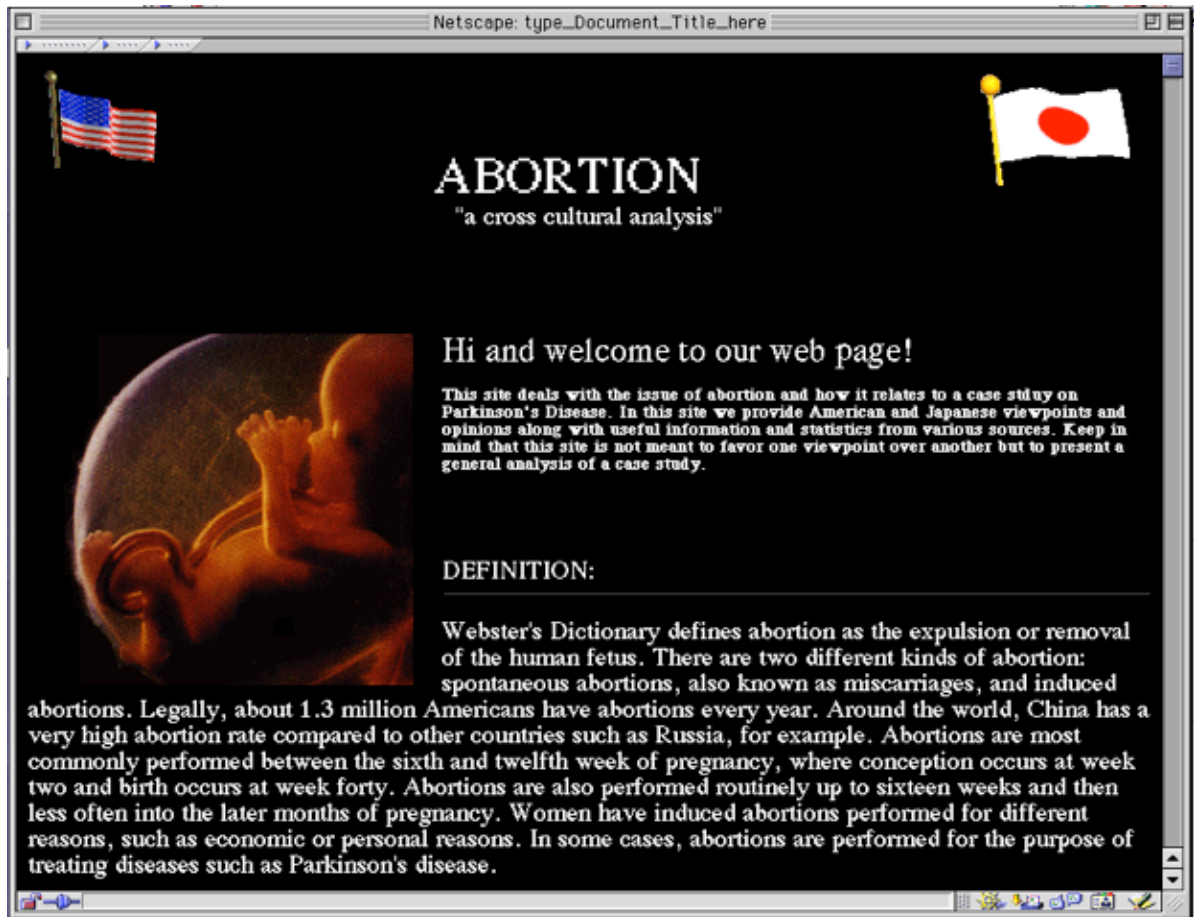 Netscape: type_Document_Title_here
ABORTION
"a cross cultural analysis"
Hi and welcome to our web page!
This site deals with the issue of abortion and how it relates to a case stduy on
Parkinson's Disease. In this site we provide American and Japanese viewpoints and
opinions along with useful information and statistics from various sources. Keep in
mind that this site is not meant to favor one viewpoint over another but to present a
general analysis of a case study.
DEFINITION:
Webster's Dictionary defines abortion as the expulsion or removal
of the human fetus. There are two different kinds of abortion:
spontaneous abortions, also known as miscarriages, and induced
abortions. Legally, about 1.3 million Americans have abortions every year. Around the world, China has a
very high abortion rate compared to other countries such as Russia, for example. Abortions are most
commonly performed between the sixth and twelfth week of pregnancy, where conception occurs at week
two and birth occurs at week forty. Abortions are also performed routinely up to sixteen weeks and then
less often into the later months of pregnancy. Women have induced abortions performed for different
reasons, such as economic or personal reasons. In some cases, abortions are performed for the purpose of
treating diseases such as Parkinson's disease.